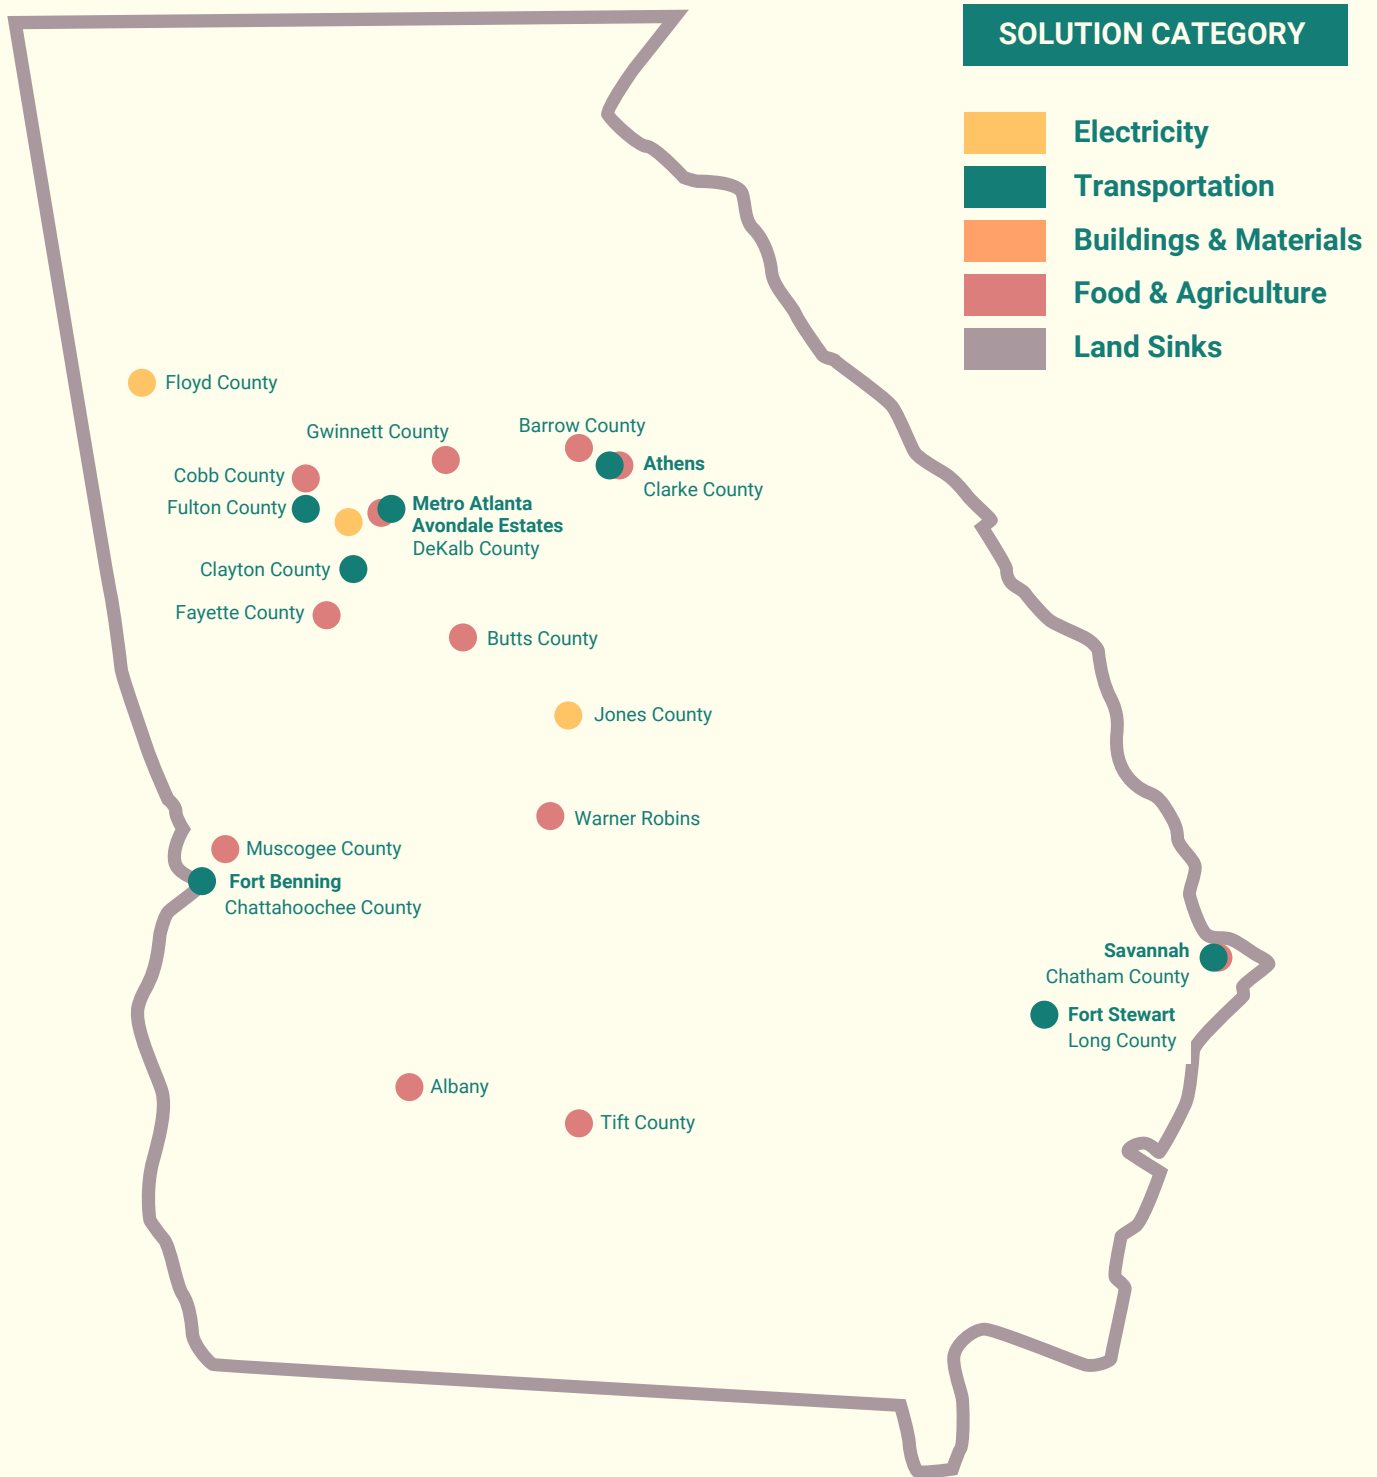 SOLUTION CATEGORY
Electricity
Transportation
Buildings & Materials
Food & Agriculture
Land Sinks
Floyd County
Gwinnett County
Barrow County
Cobb County
Athens
Clarke County
Fulton County
Metro Atlanta
Avondale Estates
DeKalb County
Clayton County
Fayette County
Butts County
Jones County
Warner Robins
Muscogee County
Fort Benning
Chattahoochee County
Savannah
Chatham County
Fort Stewart
Long County
Albany
Tift County